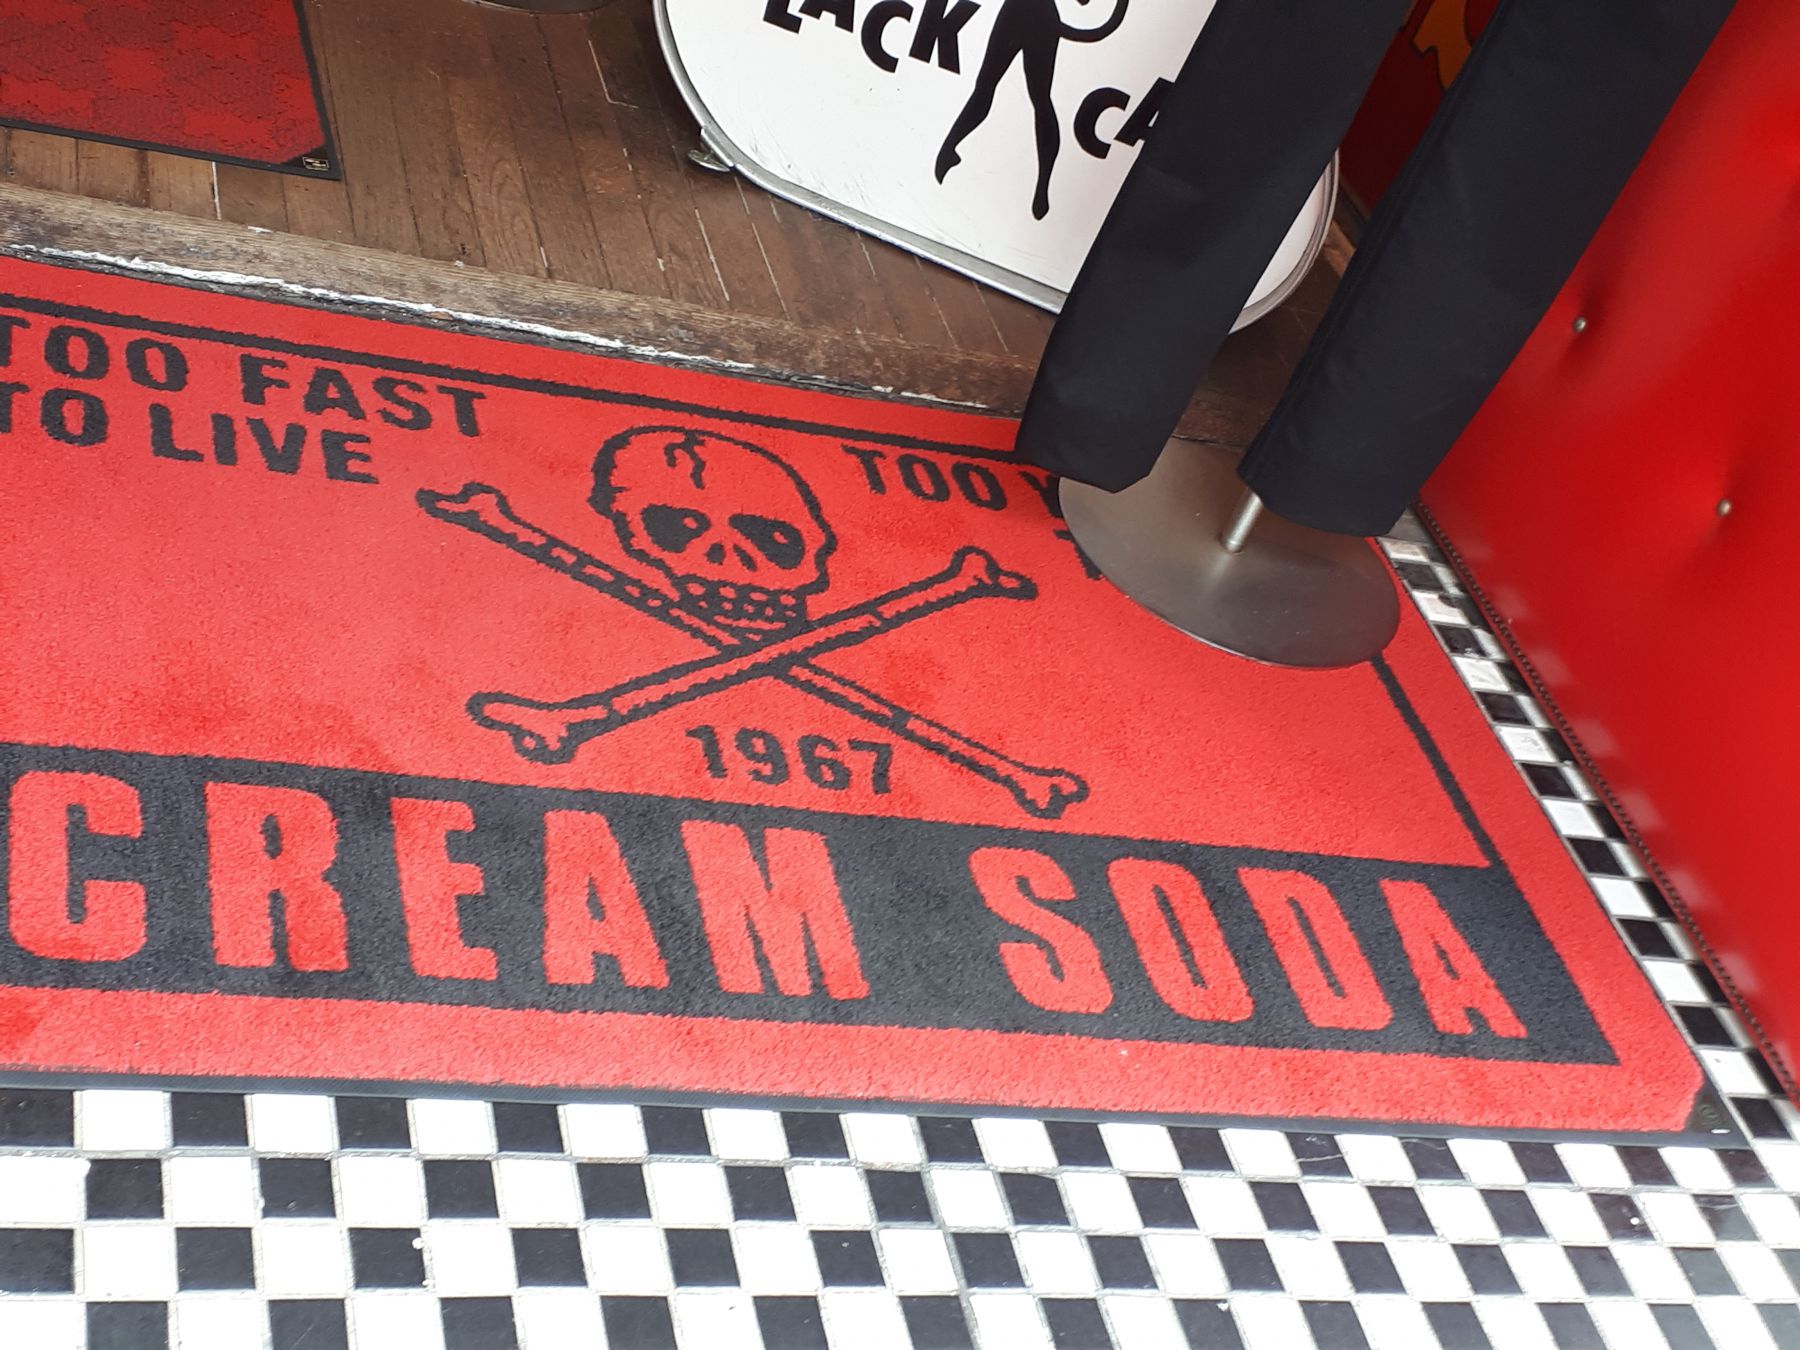 LACK CA
TOO FAST
TO LIVE
TOO Y
T
1967
CREAM SODA